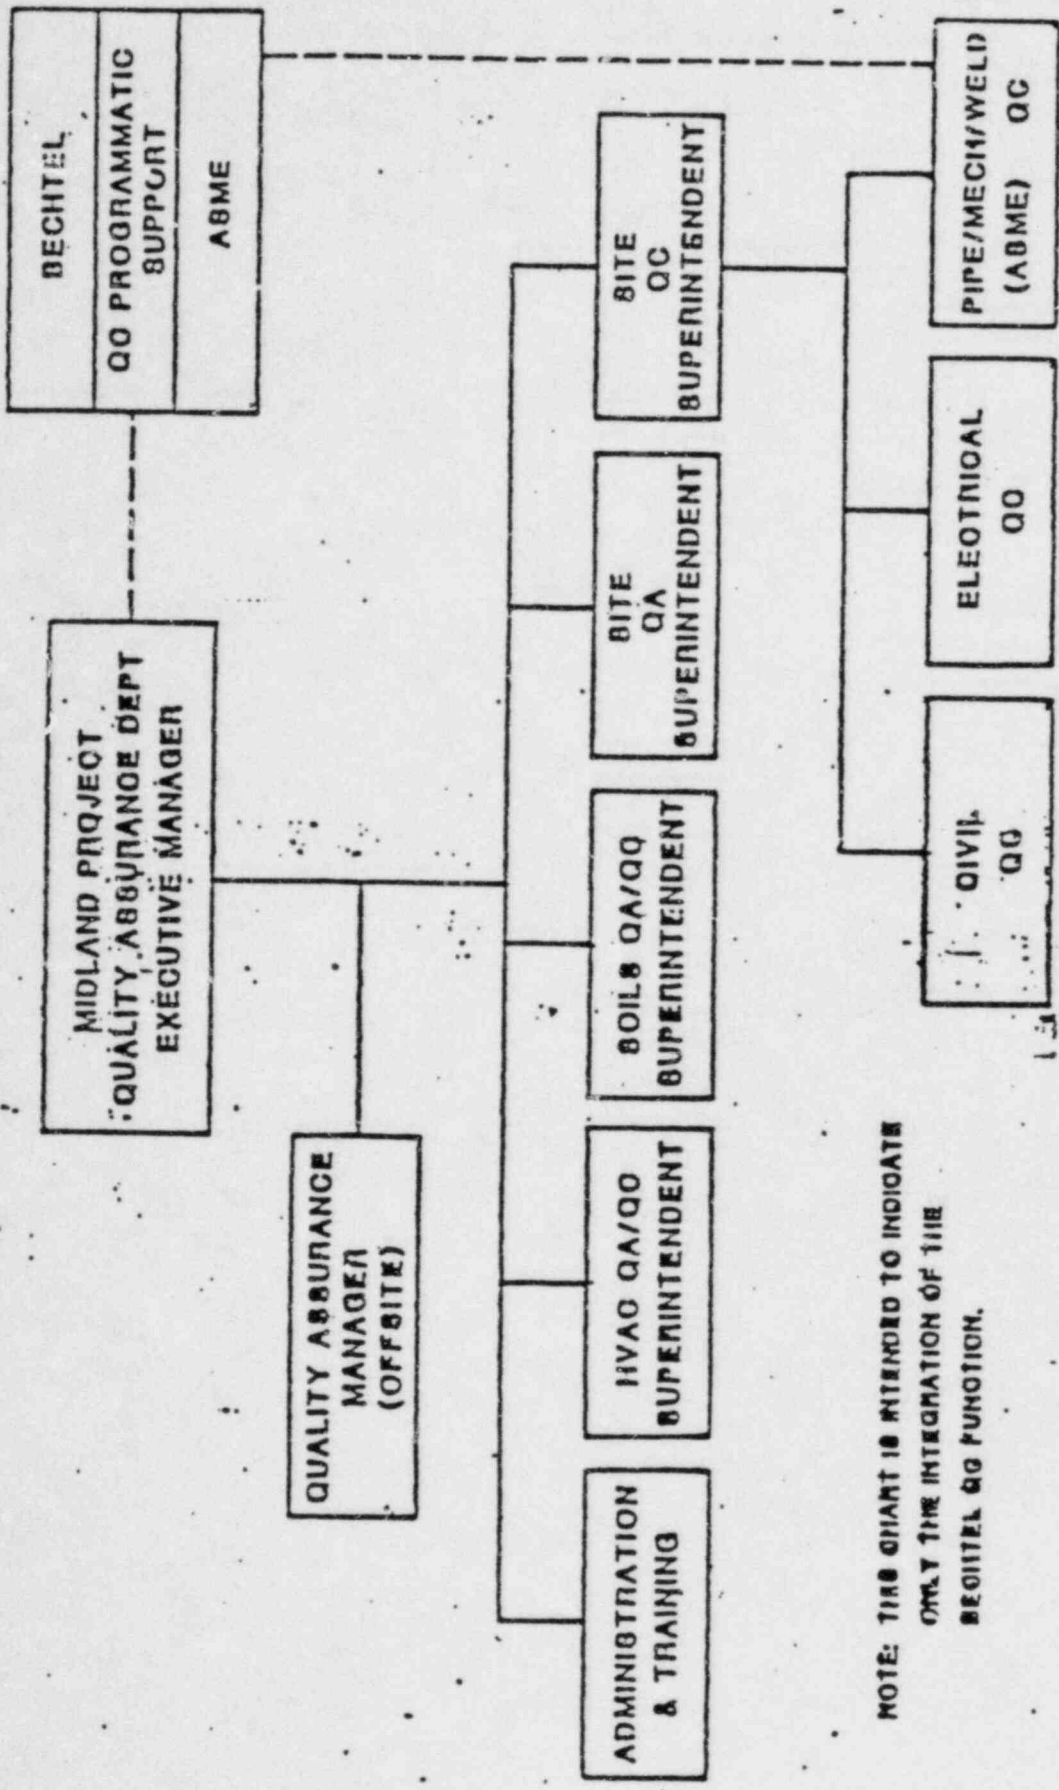 MIDLAND PROJECT
QUALITY ASSURANCE DEPT
EXECUTIVE MANAGER
BECHTEL
QC PROGRAMMATIC
SUPPORT
ASME
QUALITY ASSURANCE
MANAGER
(OFFSITE)
ADMINISTRATION
& TRAINING
HVAC QA/QC
SUPERINTENDENT
SOILS QA/QC
SUPERINTENDENT
SITE
QA
SUPERINTENDENT
SITE
QC
SUPERINTENDENT
CIVIL
QC
ELECTRICAL
QC
PIPE/MECH/WELD
(ASME) QC
NOTE: THIS CHART IS INTENDED TO INDICATE
ONLY THE INTEGRATION OF THE
BECHTEL QC FUNCTION.